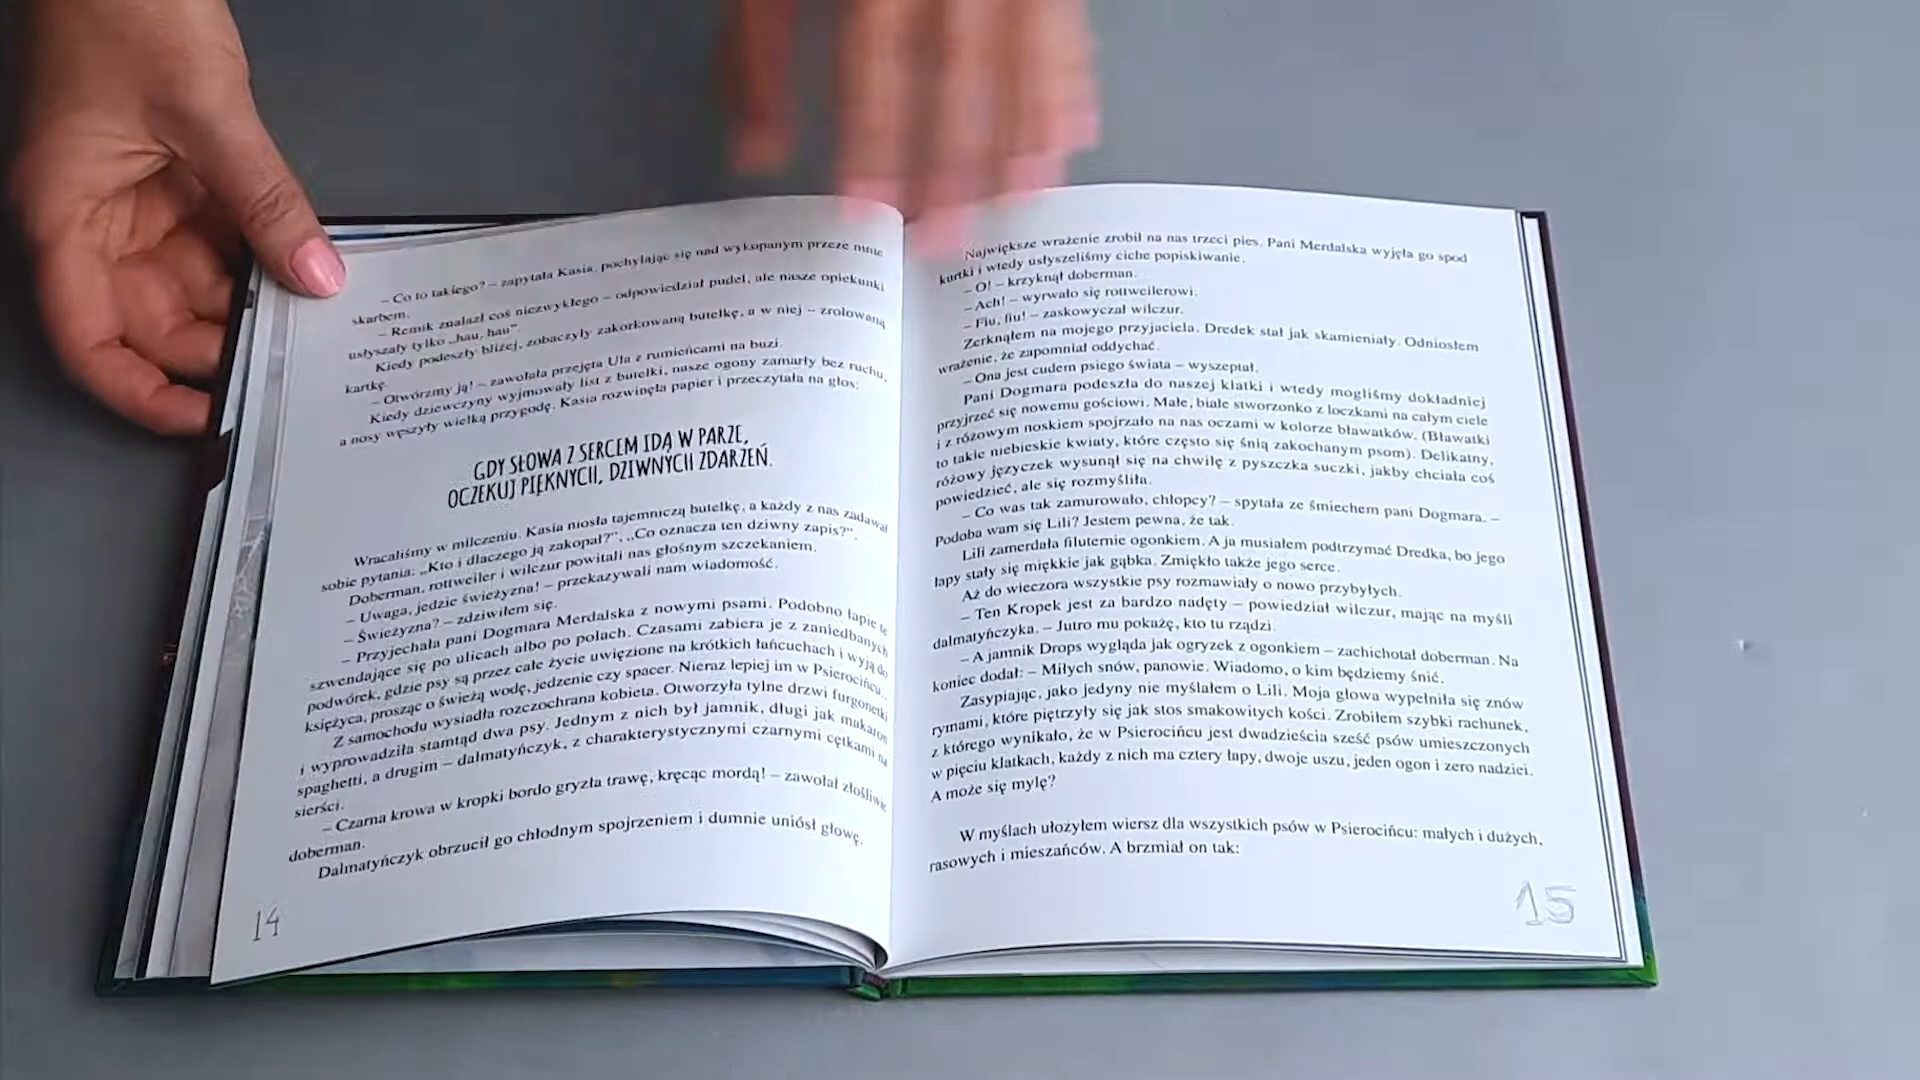 – Co to takiego? – zapytała Kasia, pochylając się nad wykopanym przeze mnie
skarbem.
– Remik znalazł coś niezwykłego – odpowiedział pudel, ale nasze opiekunki
usłyszały tylko „hau, hau”.
Kiedy podeszły bliżej, zobaczyły zakorkowaną butelkę, a w niej – zrolowaną
kartkę.
– Otwórzmy ją! – zawołała przejęta Ula z rumieńcami na buzi.
Kiedy dziewczyny wyjmowały list z butelki, nasze ogony zamarły bez ruchu,
a nosy węszyły wielką przygodę. Kasia rozwinęła papier i przeczytała na głos:
GDY SŁOWA Z SERCEM IDĄ W PARZE,
OCZEKUJ PIĘKNYCH, DZIWNYCH ZDARZEŃ.
Wracaliśmy w milczeniu. Kasia niosła tajemniczą butelkę, a każdy z nas zadawał
sobie pytania: „Kto i dlaczego ją zakopał?”, „Co oznacza ten dziwny zapis?”.
Doberman, rottweiler i wilczur powitali nas głośnym szczekaniem.
– Uwaga, jedzie świeżyzna! – przekazywali nam wiadomość.
– Świeżyzna? – zdziwiłem się.
– Przyjechała pani Dogmara Merdalska z nowymi psami. Podobno łapie te
szwendające się po ulicach albo po polach. Czasami zabiera je z zaniedbanych
podwórek, gdzie psy są przez całe życie uwięzione na krótkich łańcuchach i wyją do
księżyca, prosząc o świeżą wodę, jedzenie czy spacer. Nieraz lepiej im w Psierocińcu...
Z samochodu wysiadła rozczochrana kobieta. Otworzyła tylne drzwi furgonetki
i wyprowadziła stamtąd dwa psy. Jednym z nich był jamnik, długi jak makaron
spaghetti, a drugim – dalmatyńczyk, z charakterystycznymi czarnymi cętkami na
sierści.
– Czarna krowa w kropki bordo gryzła trawę, kręcąc mordą! – zawołał złośliwie
doberman.
Dalmatyńczyk obrzucił go chłodnym spojrzeniem i dumnie uniósł głowę.
14
Największe wrażenie zrobił na nas trzeci pies. Pani Merdalska wyjęła go spod
kurtki i wtedy usłyszeliśmy ciche popiskiwanie.
– O! – krzyknął doberman.
– Ach! – wyrwało się rottweilerowi.
– Fiu, fiu! – zaskowyczał wilczur.
Zerknąłem na mojego przyjaciela. Dredek stał jak skamieniały. Odniosłem
wrażenie, że zapomniał oddychać.
– Ona jest cudem psiego świata – wyszeptał.
Pani Dogmara podeszła do naszej klatki i wtedy mogliśmy dokładniej
przyjrzeć się nowemu gościowi. Małe, białe stworzonko z loczkami na całym ciele
i z różowym noskiem spojrzało na nas oczami w kolorze bławatków. (Bławatki
to takie niebieskie kwiaty, które często się śnią zakochanym psom). Delikatny,
różowy języczek wysunął się na chwilę z pyszczka suczki, jakby chciała coś
powiedzieć, ale się rozmyśliła.
– Co was tak zamurowało, chłopcy? – spytała ze śmiechem pani Dogmara. –
Podoba wam się Lili? Jestem pewna, że tak.
Lili zamerdała filuternie ogonkiem. A ja musiałem podtrzymać Dredka, bo jego
łapy stały się miękkie jak gąbka. Zmiękło także jego serce.
Aż do wieczora wszystkie psy rozmawiały o nowo przybyłych.
– Ten Kropek jest za bardzo nadęty – powiedział wilczur, mając na myśli
dalmatyńczyka. – Jutro mu pokażę, kto tu rządzi.
– A jamnik Drops wygląda jak ogryzek z ogonkiem – zachichotał doberman. Na
koniec dodał: – Miłych snów, panowie. Wiadomo, o kim będziemy śnić.
Zasypiając, jako jedyny nie myślałem o Lili. Moja głowa wypełniła się znów
rymami, które piętrzyły się jak stos smakowitych kości. Zrobiłem szybki rachunek,
z którego wynikało, że w Psierocińcu jest dwadzieścia sześć psów umieszczonych
w pięciu klatkach, każdy z nich ma cztery łapy, dwoje uszu, jeden ogon i zero nadziei.
A może się mylę?
W myślach ułożyłem wiersz dla wszystkich psów w Psierocińcu: małych i dużych,
rasowych i mieszańców. A brzmiał on tak:
15